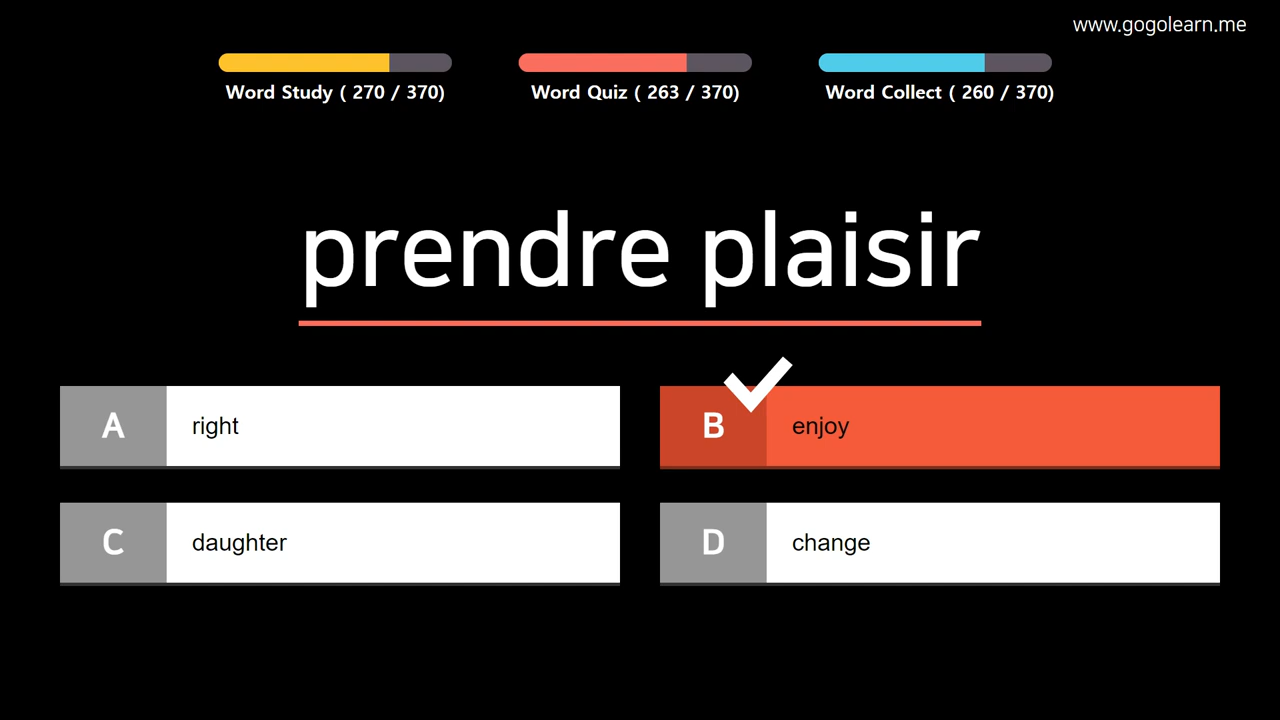 www.gogolearn.me
Word Study ( 270 / 370)
Word Quiz ( 263 / 370)
Word Collect ( 260 / 370)
prendre plaisir
A right
B enjoy
C daughter
D change